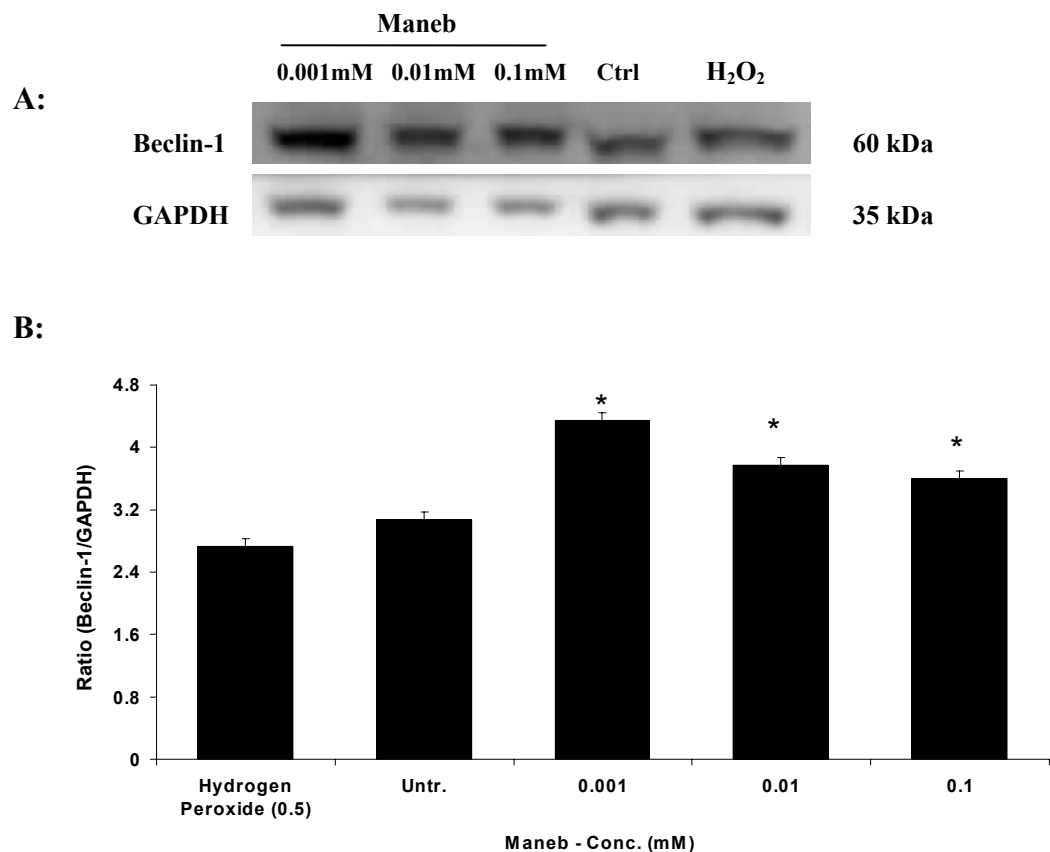 Maneb
0.001mM 0.01mM 0.1mM Ctrl H₂O₂
A:
Beclin-1 60 kDa
GAPDH 35 kDa
B:
4.8
4
3.2
2.4
1.6
0.8
0
Ratio (Beclin-1/GAPDH)
* * *
Hydrogen Peroxide (0.5) Untr. 0.001 0.01 0.1
Maneb - Conc. (mM)